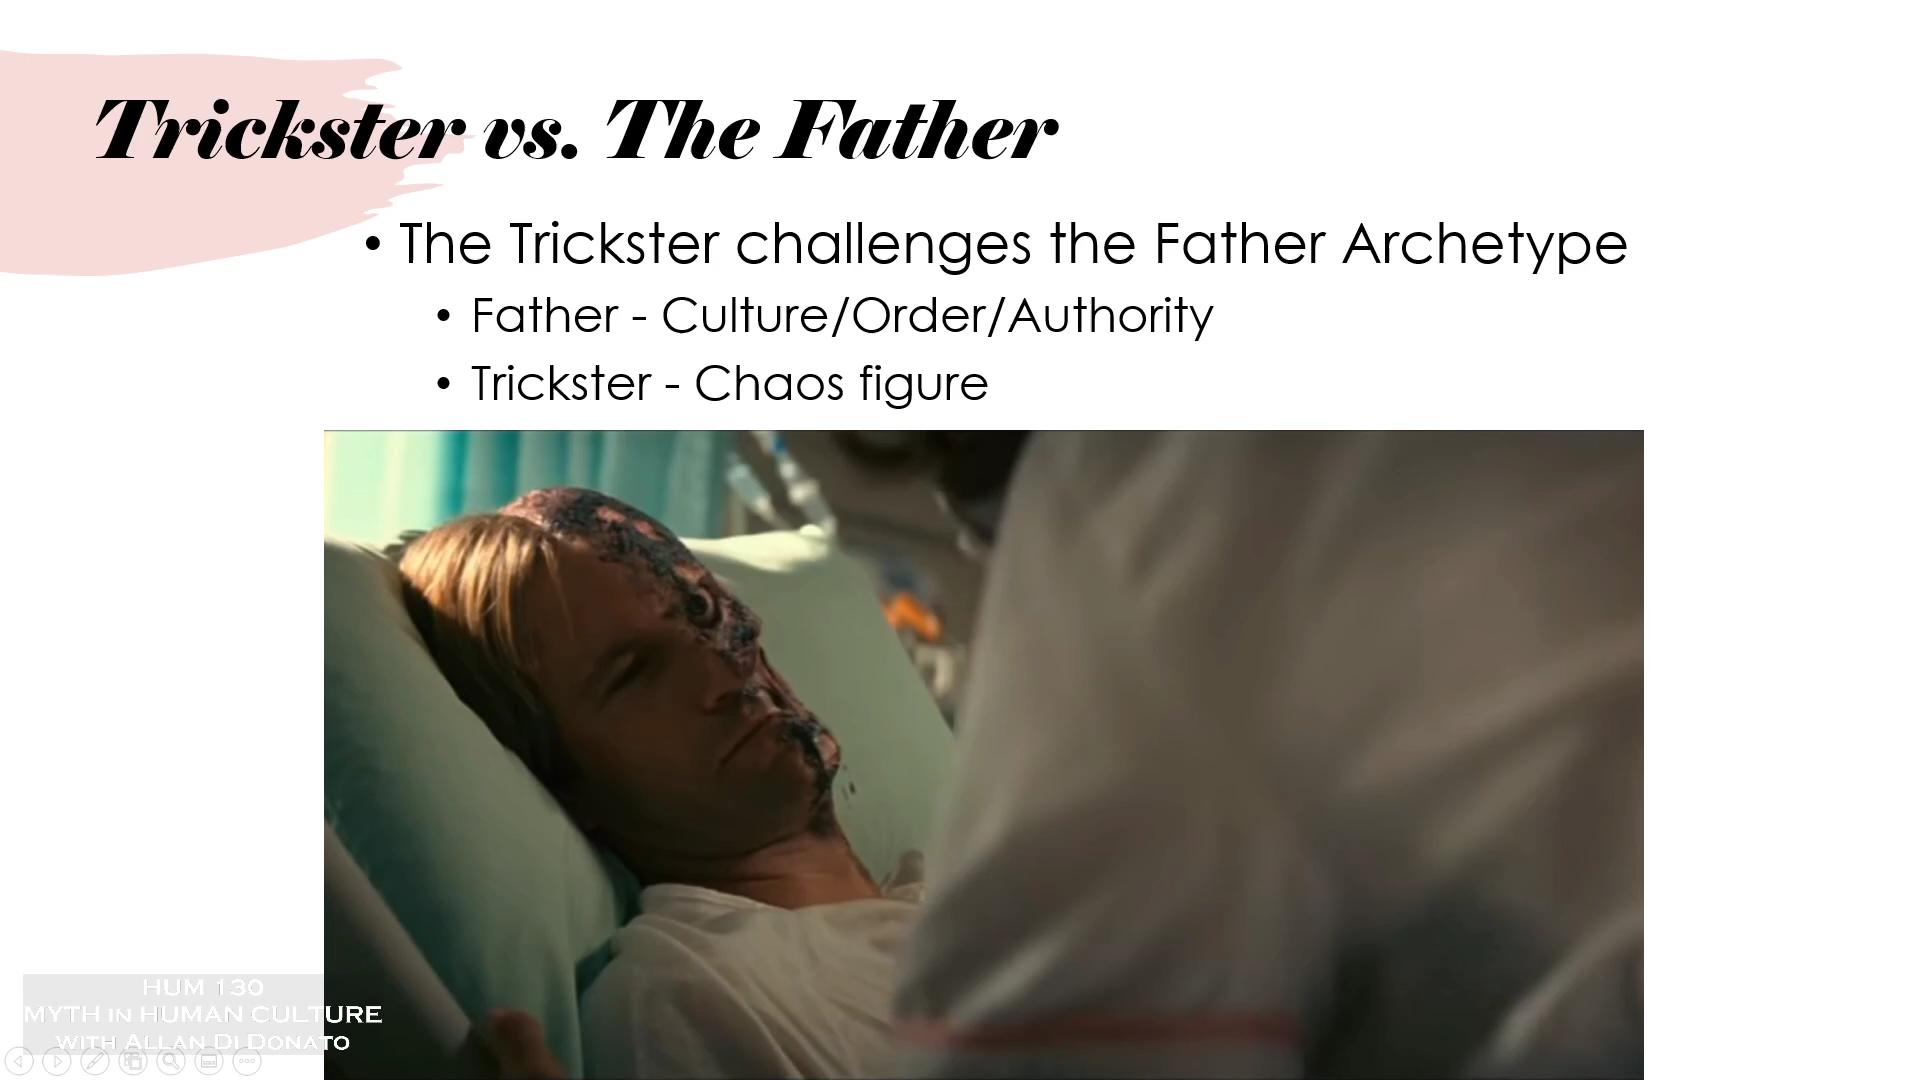 Trickster vs. The Father
• The Trickster challenges the Father Archetype
• Father - Culture/Order/Authority
• Trickster - Chaos figure
HUM 130
MYTH IN HUMAN CULTURE
WITH ALLAN DI DONATO